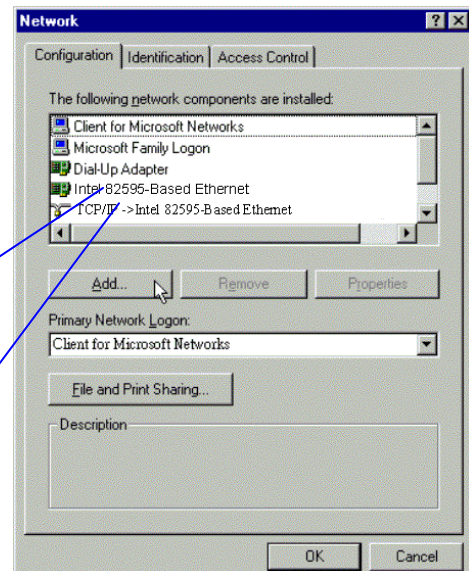 Network
Configuration Identification Access Control
The following network components are installed:
Client for Microsoft Networks
Microsoft Family Logon
Dial-Up Adapter
Intel 82595-Based Ethernet
TCP/IP ->Intel 82595-Based Ethernet
Add... Remove Properties
Primary Network Logon:
Client for Microsoft Networks
File and Print Sharing...
Description
OK Cancel